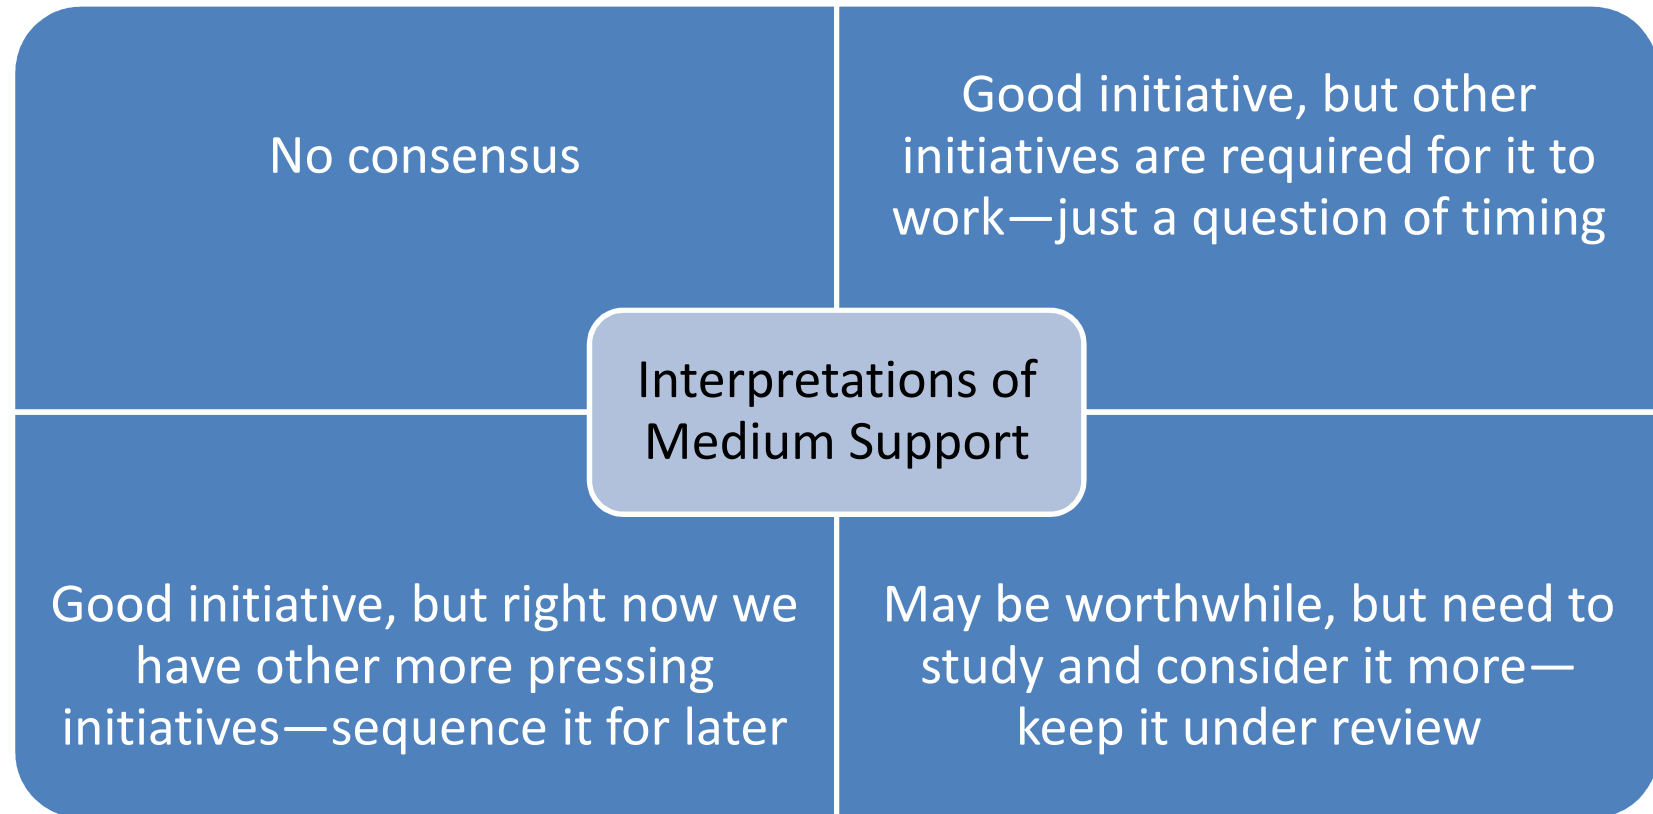 No consensus
Good initiative, but other
initiatives are required for it to
work—just a question of timing
Interpretations of
Medium Support
Good initiative, but right now we
have other more pressing
initiatives—sequence it for later
May be worthwhile, but need to
study and consider it more—
keep it under review